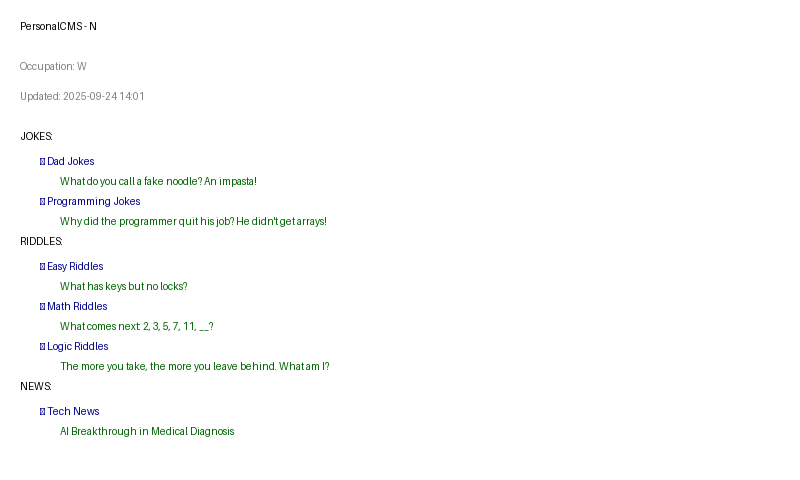 PersonalCMS - N
Occupation: W
Updated: 2025-09-24 14:01
JOKES:
Dad Jokes
What do you call a fake noodle? An impasta!
Programming Jokes
Why did the programmer quit his job? He didn't get arrays!
RIDDLES:
Easy Riddles
What has keys but no locks?
Math Riddles
What comes next: 2, 3, 5, 7, 11, __?
Logic Riddles
The more you take, the more you leave behind. What am I?
NEWS:
Tech News
AI Breakthrough in Medical Diagnosis